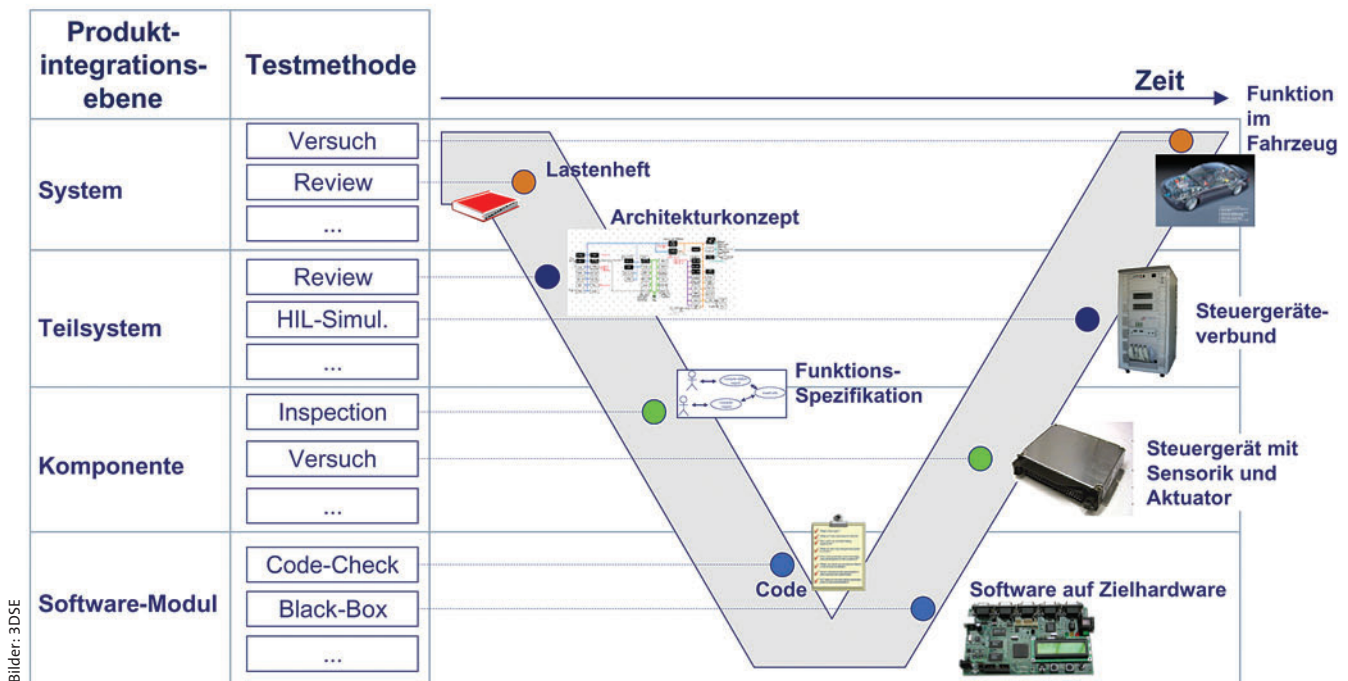 Produkt-
integrations-
ebene
Testmethode
Zeit
Funktion
im
Fahrzeug
System
Versuch
Review
...
Lastenheft
Architekturkonzept
Teilsystem
Review
HIL-Simul.
...
Steuergeräte-
verbund
Funktions-
Spezifikation
Komponente
Inspection
Versuch
...
Steuergerät mit
Sensorik und
Aktuator
Software-Modul
Code-Check
Black-Box
...
Code
Software auf Zielhardware
Bilder: 3DSE